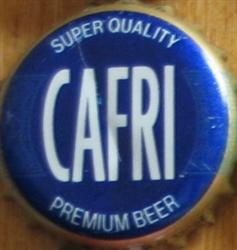 SUPER QUALITY
CAFRI
PREMIUM BEER